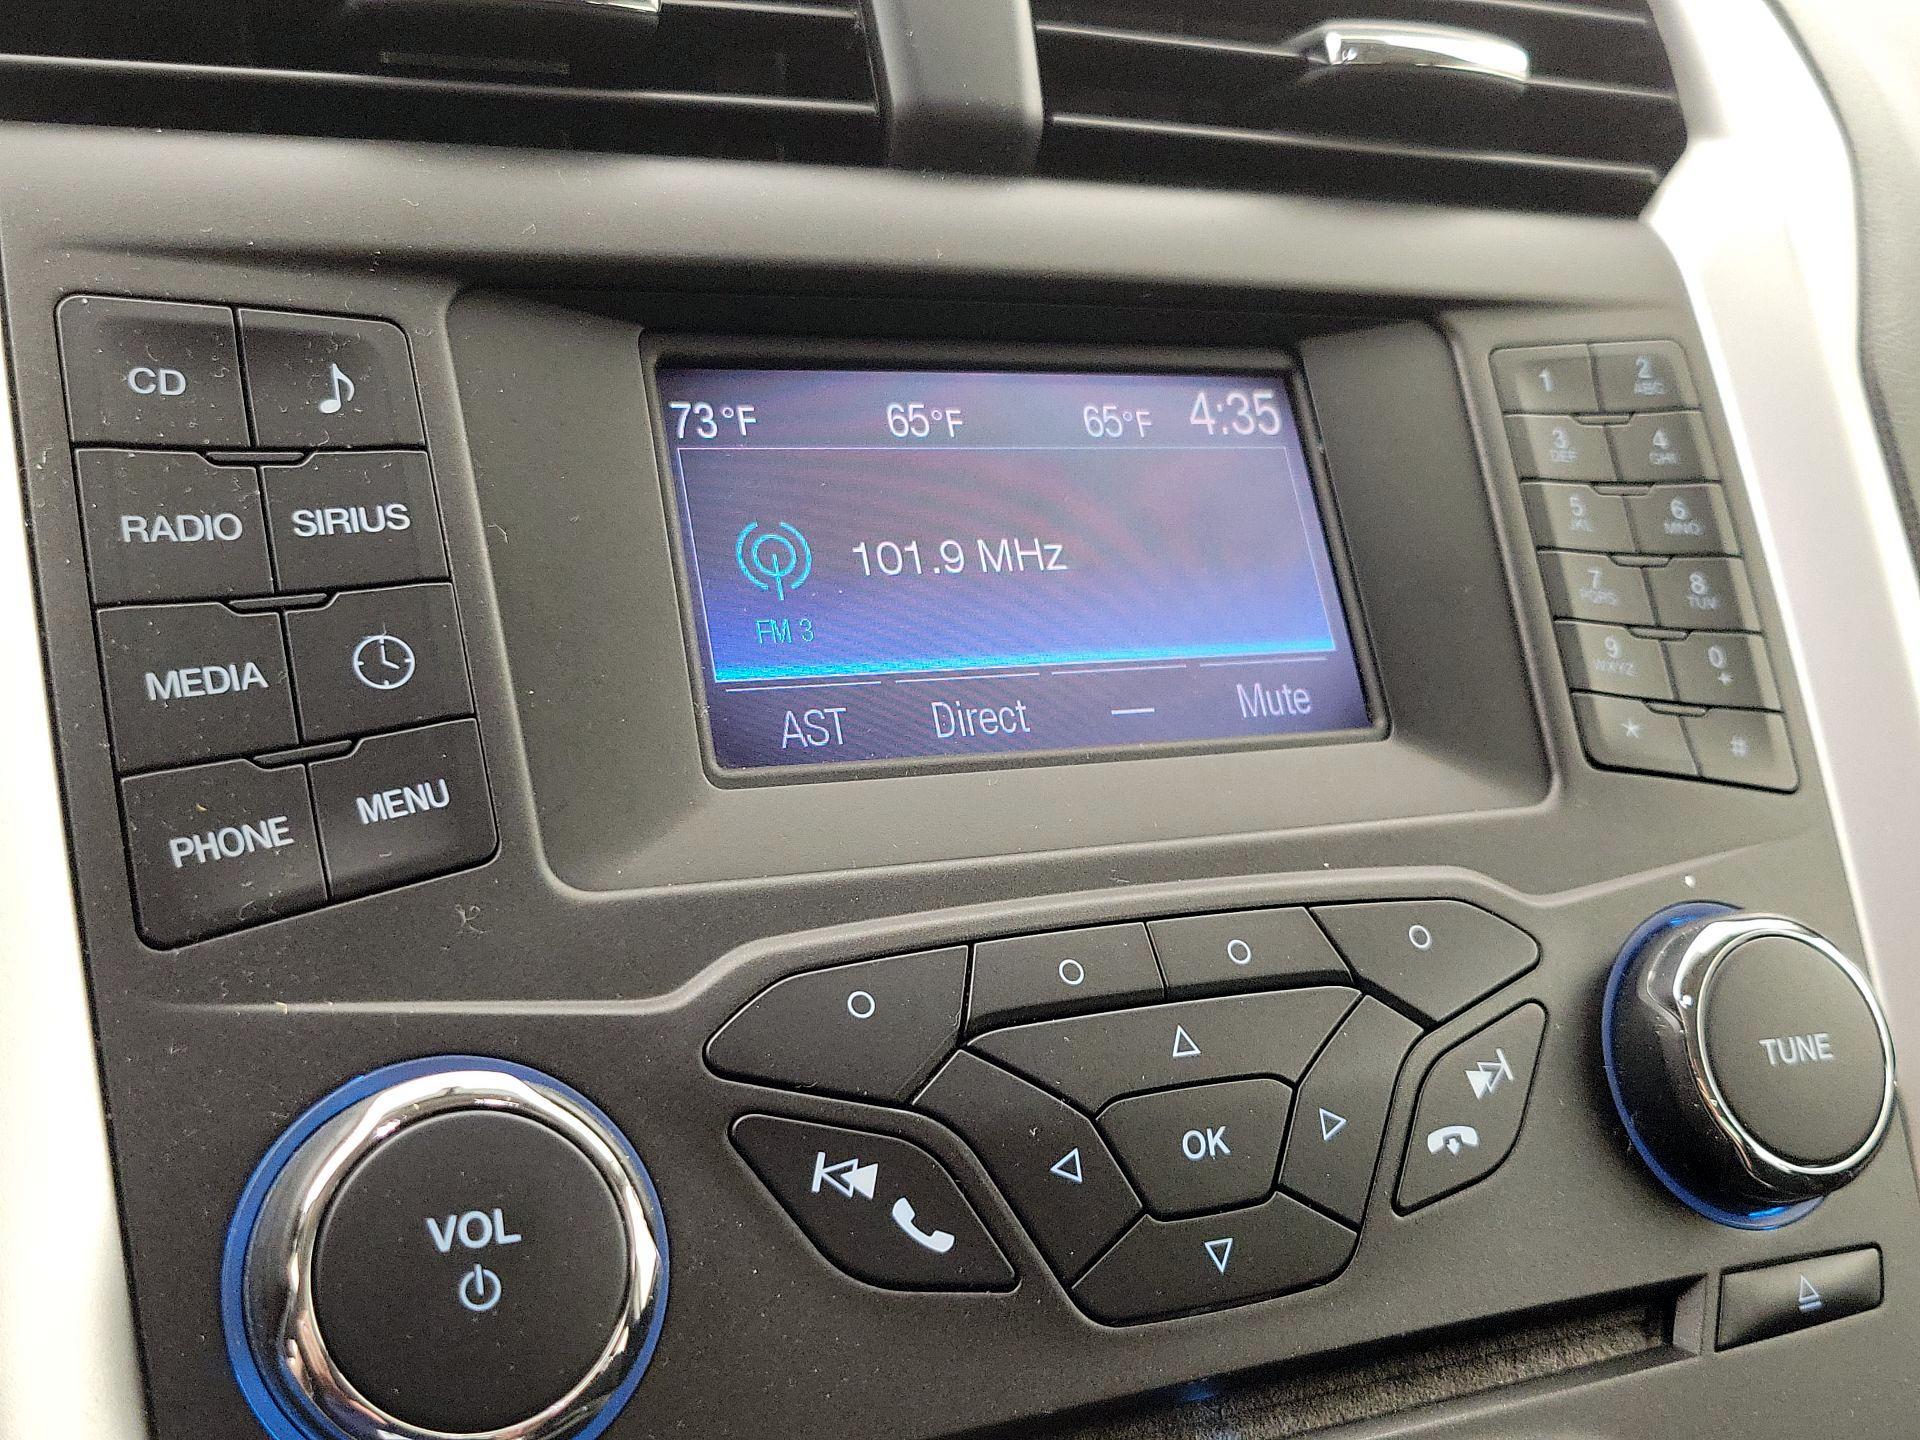 73°F 65°F 65°F 4:35
101.9 MHz
FM 3
AST Direct — Mute
CD
RADIO SIRIUS
MEDIA
PHONE MENU
1 2 ABC
3 DEF 4 GHI
5 JKL 6 MNO
7 PQRS 8 TUV
9 WXYZ 0 +
* #
VOL
OK
TUNE